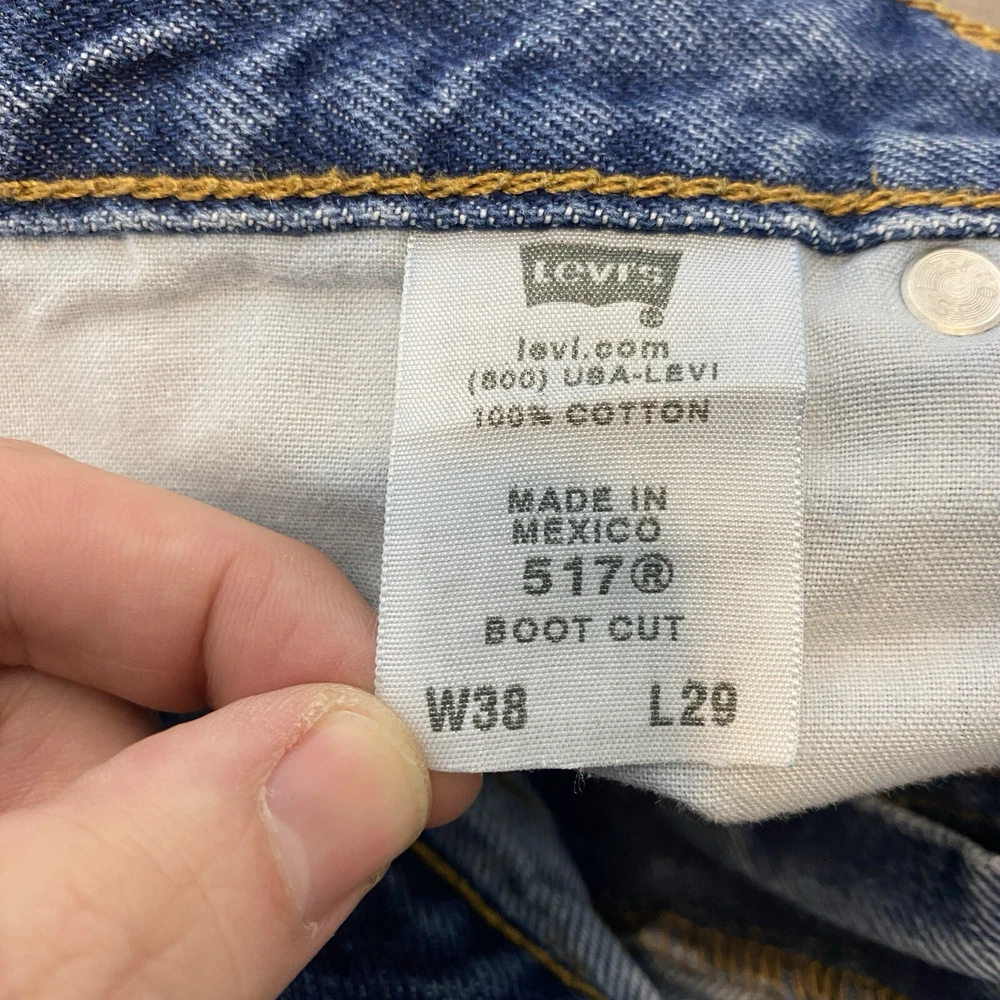 LEVI'S
®
levi.com
(800) USA-LEVI
100% COTTON
MADE IN
MEXICO
517®
BOOT CUT
W38 L29